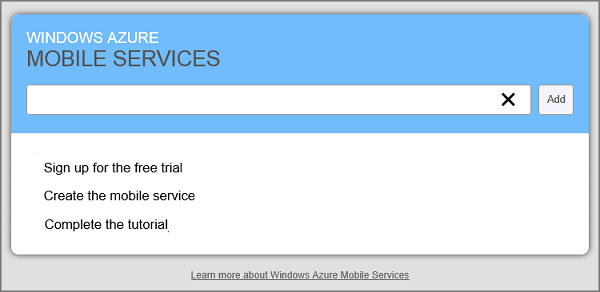 WINDOWS AZURE
MOBILE SERVICES
Add
Sign up for the free trial
Create the mobile service
Complete the tutorial
Learn more about Windows Azure Mobile Services